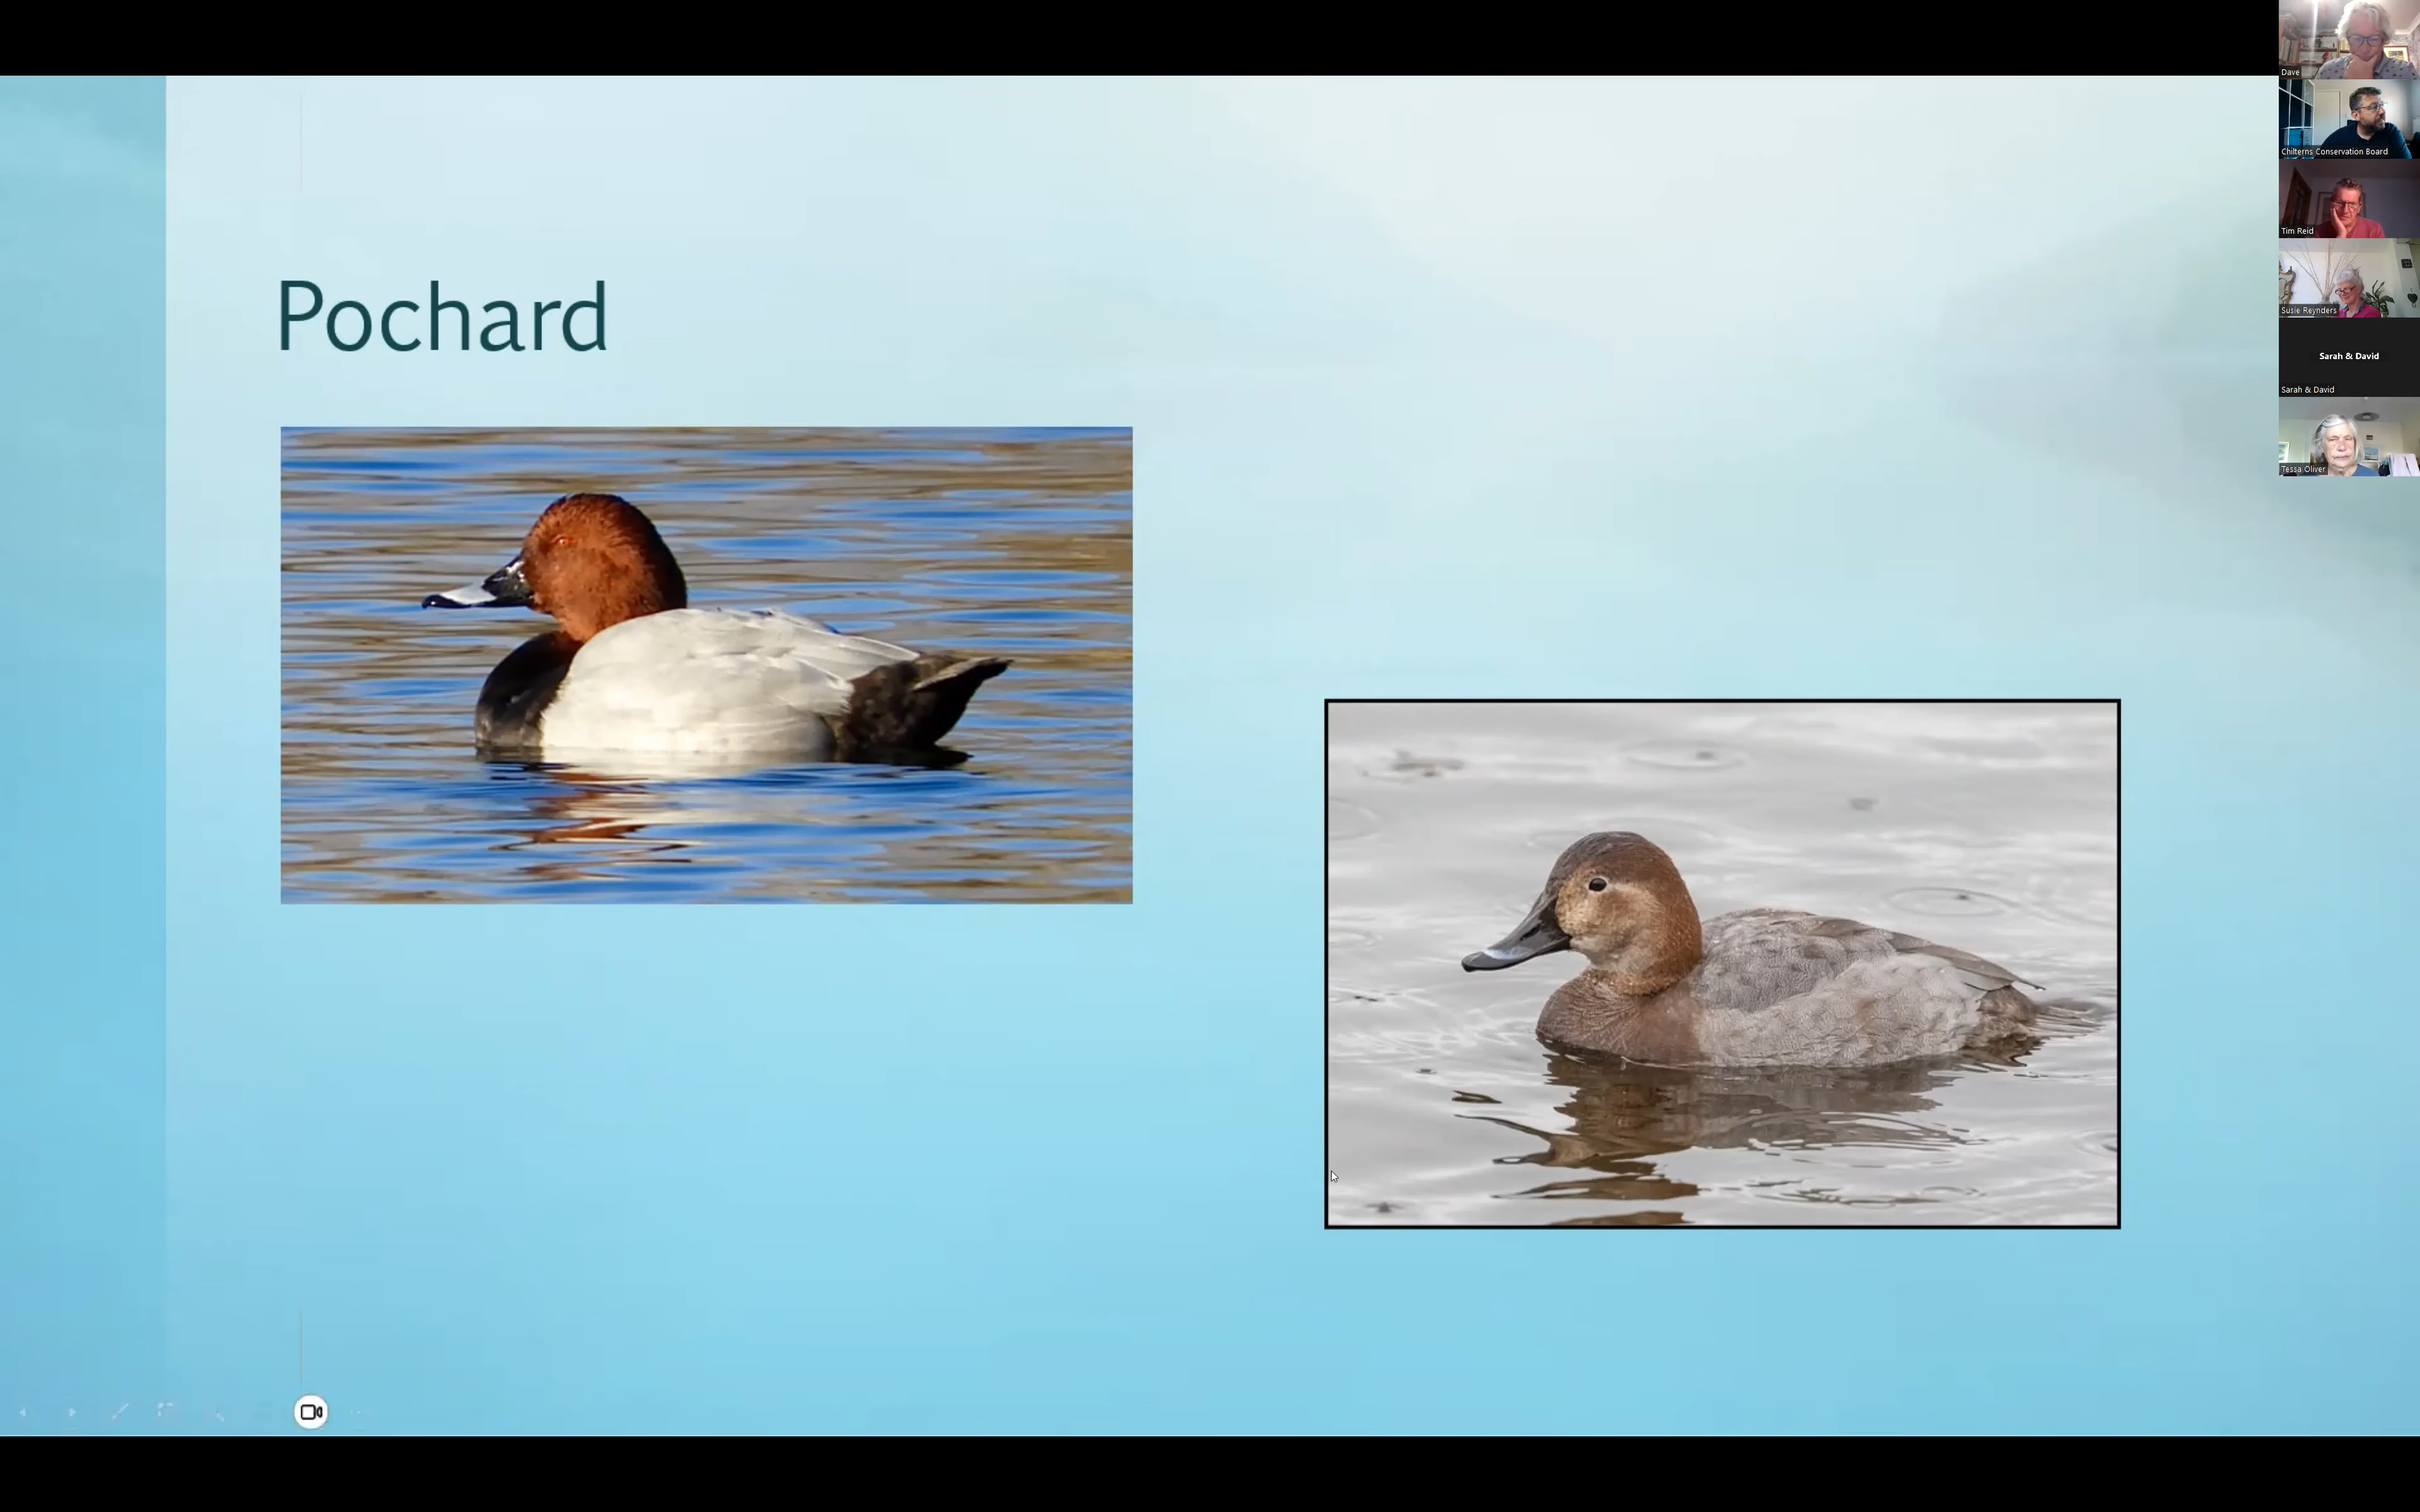 Pochard
Dave
Chilterns Conservation Board
Tim Reid
Susie Reynders
Sarah & David
Sarah & David
Tessa Oliver